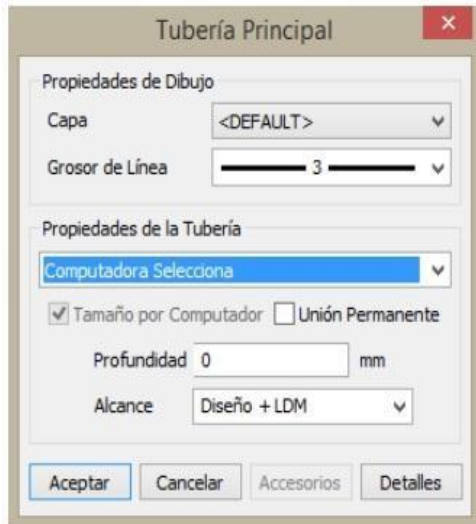 Tubería Principal
Propiedades de Dibujo
Capa <DEFAULT>
Grosor de Línea 3
Propiedades de la Tubería
Computadora Selecciona
Tamaño por Computador Unión Permanente
Profundidad 0 mm
Alcance Diseño + LDM
Aceptar Cancelar Accesorios Detalles